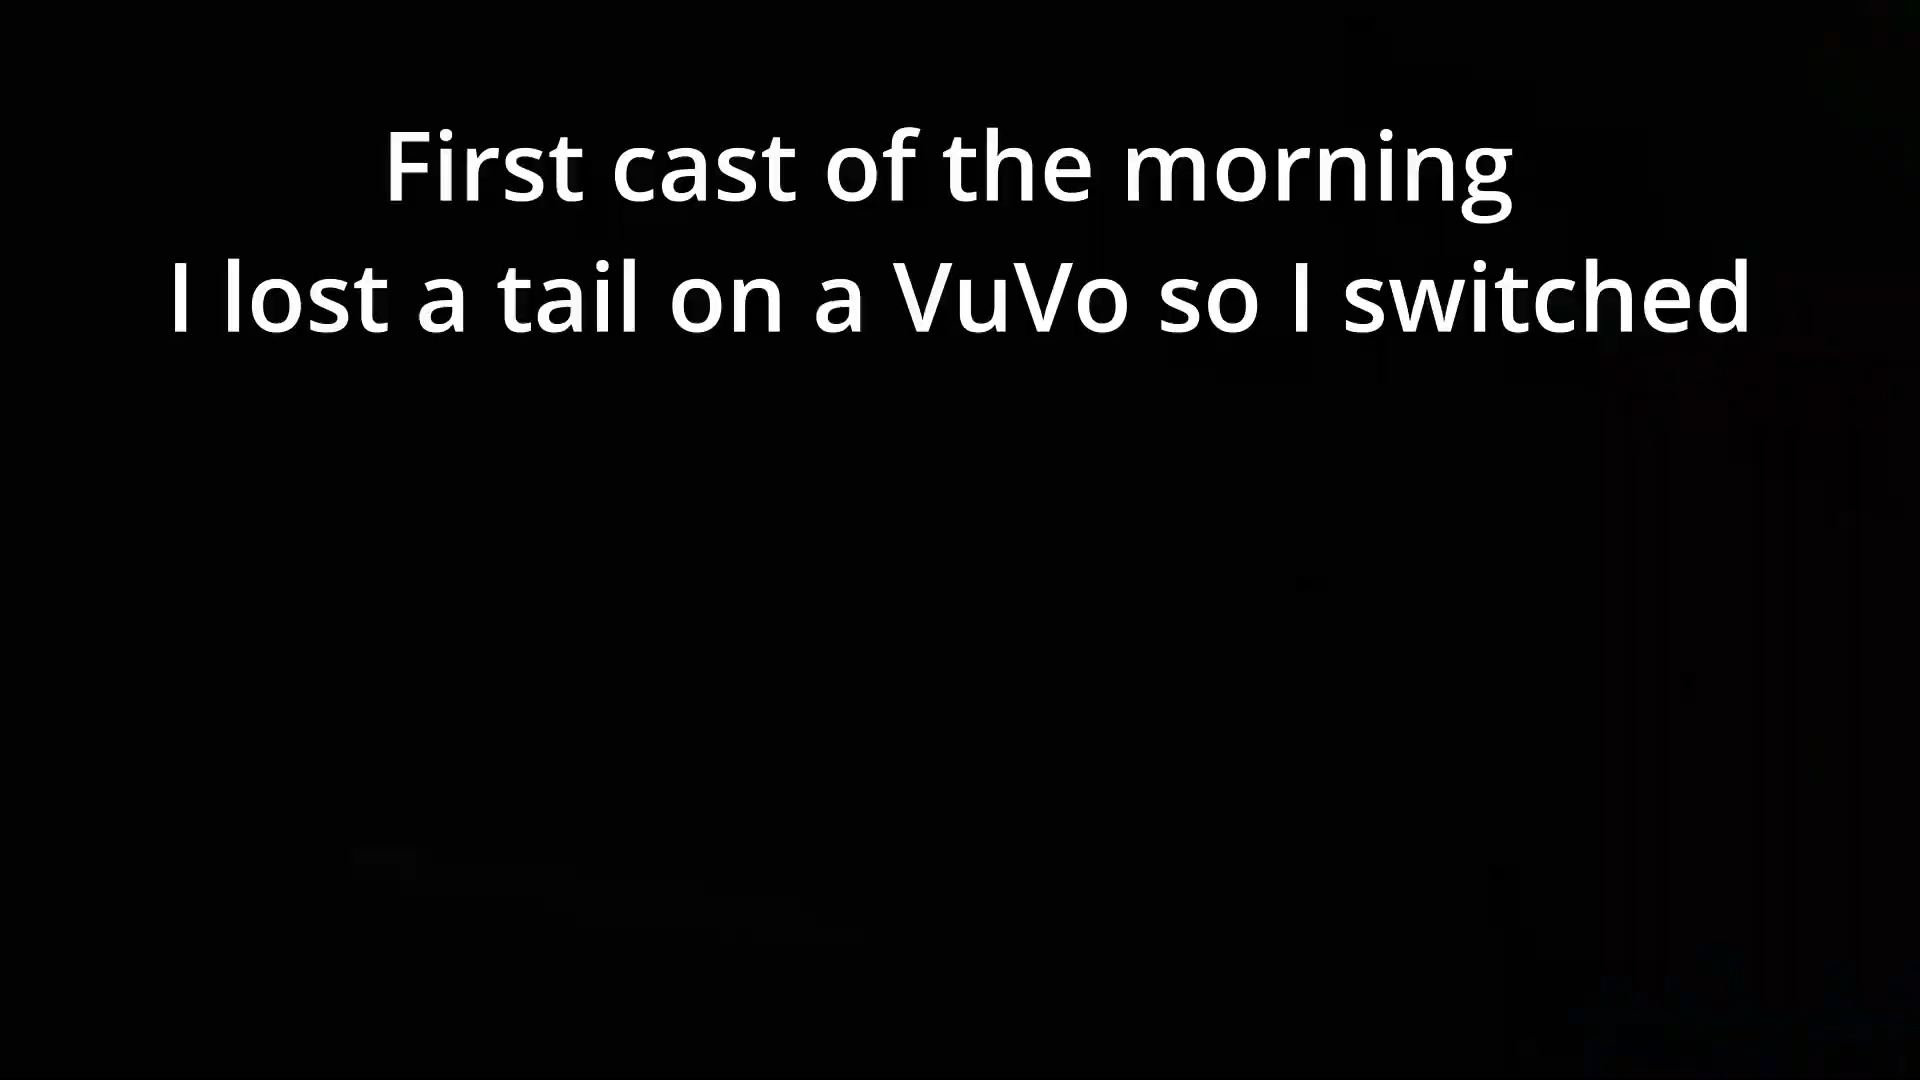 First cast of the morning
I lost a tail on a VuVo so I switched